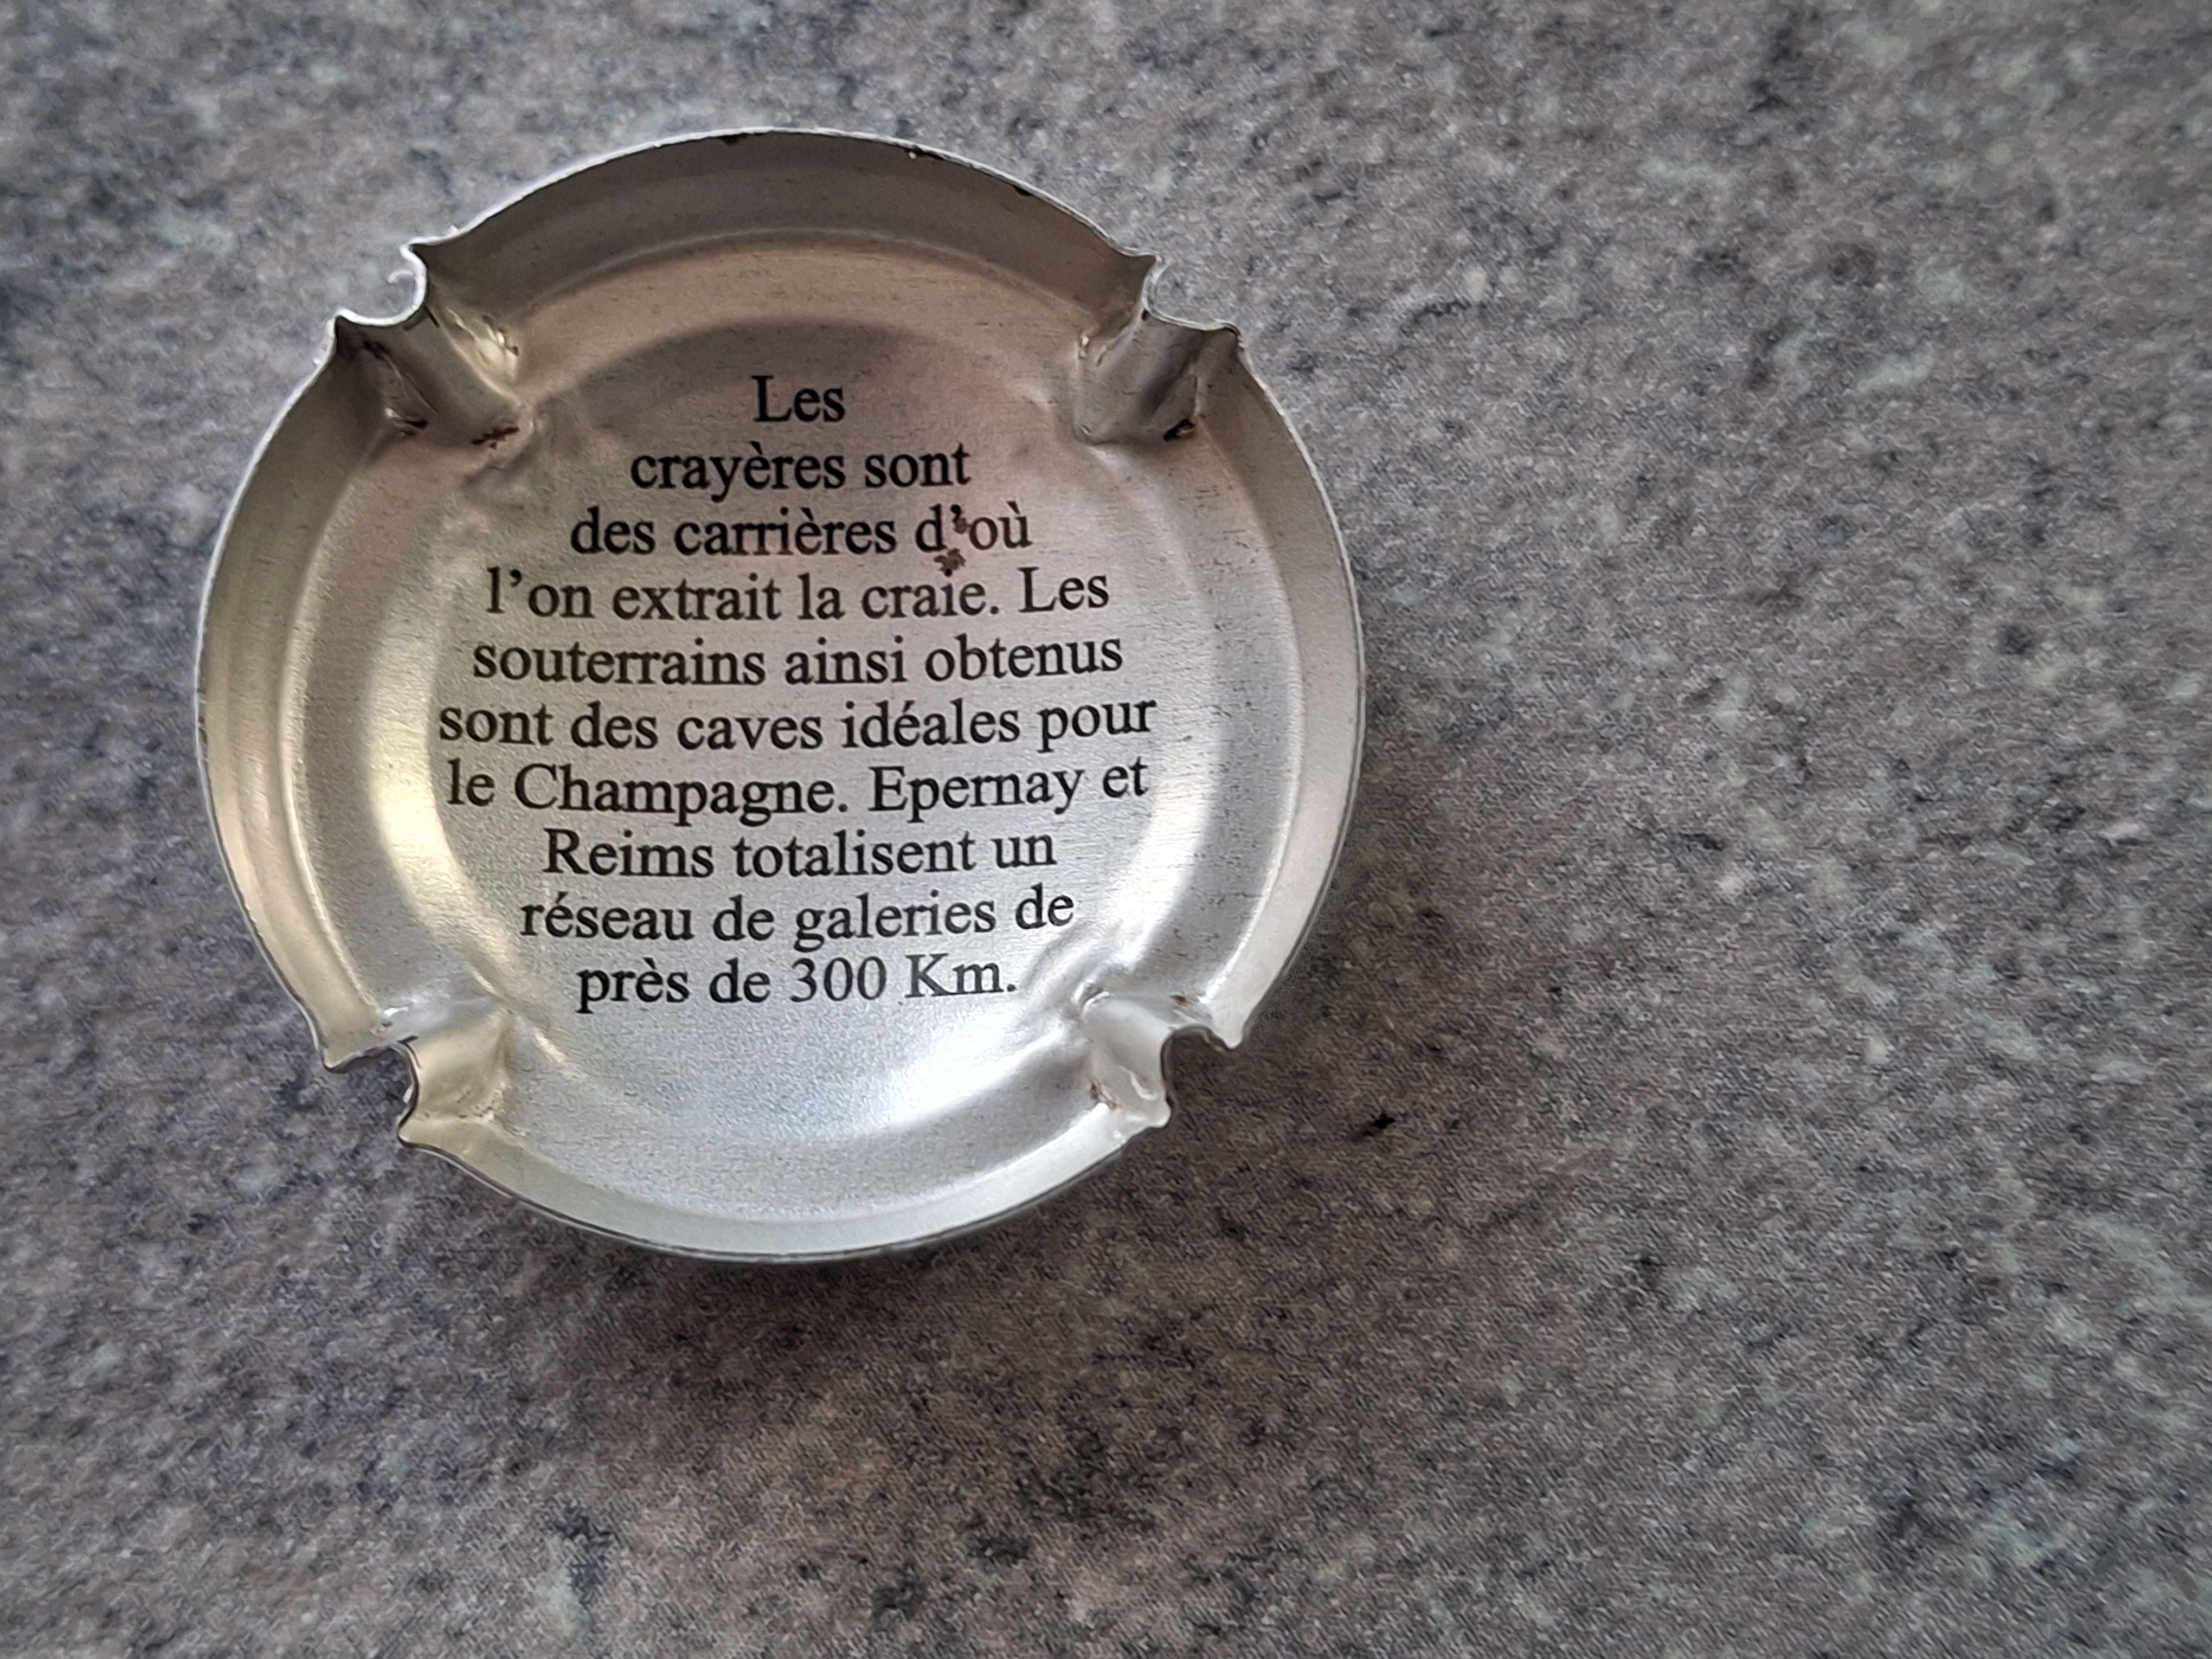 Les
crayères sont
des carrières d’où
l’on extrait la craie. Les
souterrains ainsi obtenus
sont des caves idéales pour
le Champagne. Epernay et
Reims totalisent un
réseau de galeries de
près de 300 Km.